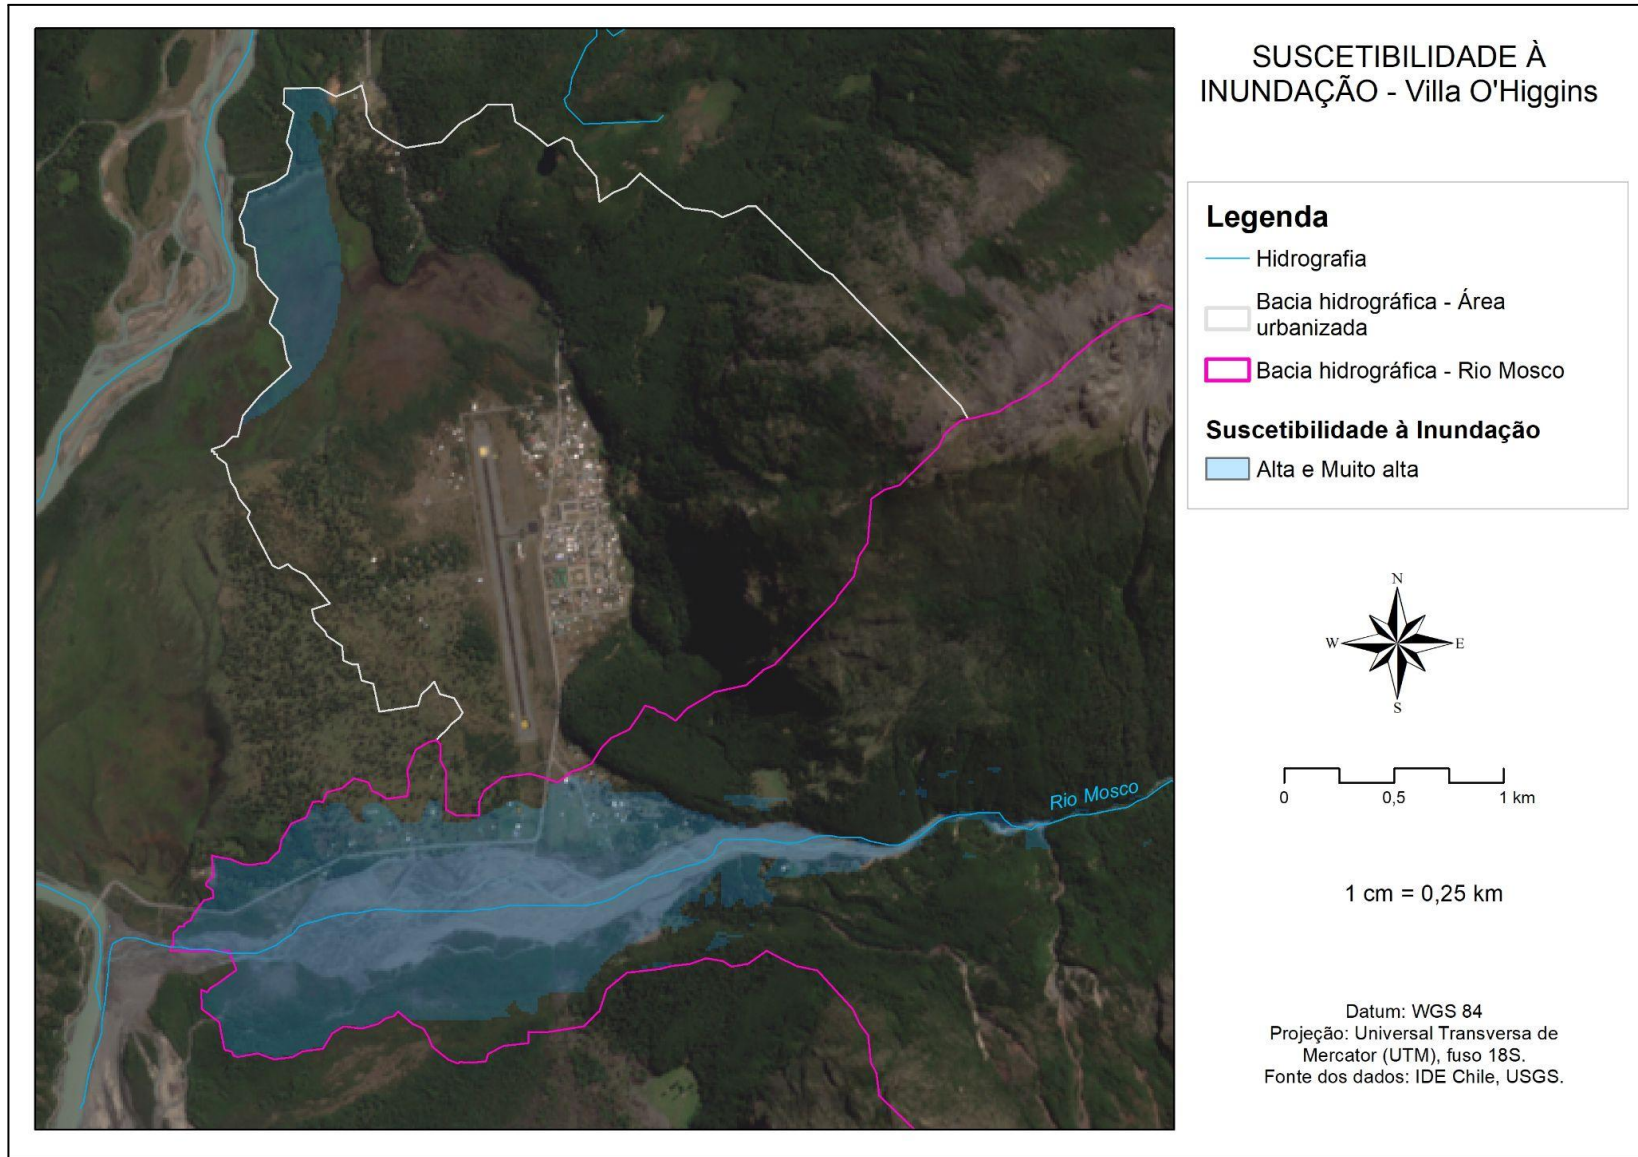 SUSCETIBILIDADE À
INUNDAÇÃO - Villa O'Higgins
Legenda
Hidrografia
Bacia hidrográfica - Área
urbanizada
Bacia hidrográfica - Rio Mosco
Suscetibilidade à Inundação
Alta e Muito alta
N
W
E
S
Rio Mosco
0
0,5
1 km
1 cm = 0,25 km
Datum: WGS 84
Projeção: Universal Transversa de
Mercator (UTM), fuso 18S.
Fonte dos dados: IDE Chile, USGS.